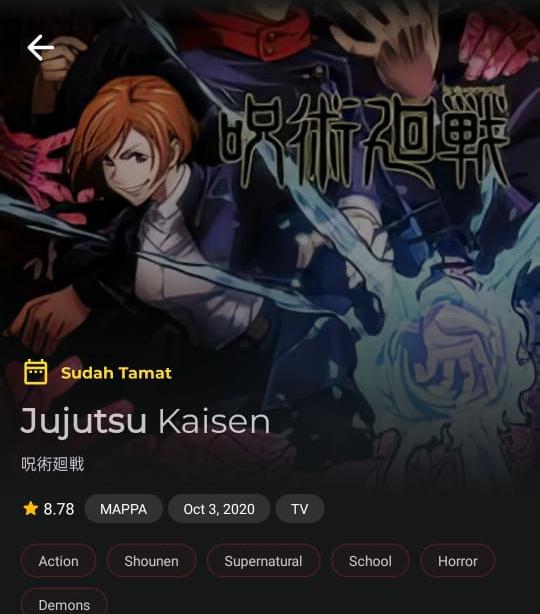 呪術廻戦
Sudah Tamat
Jujutsu Kaisen
呪術廻戦
8.78 MAPPA Oct 3, 2020 TV
Action Shounen Supernatural School Horror
Demons